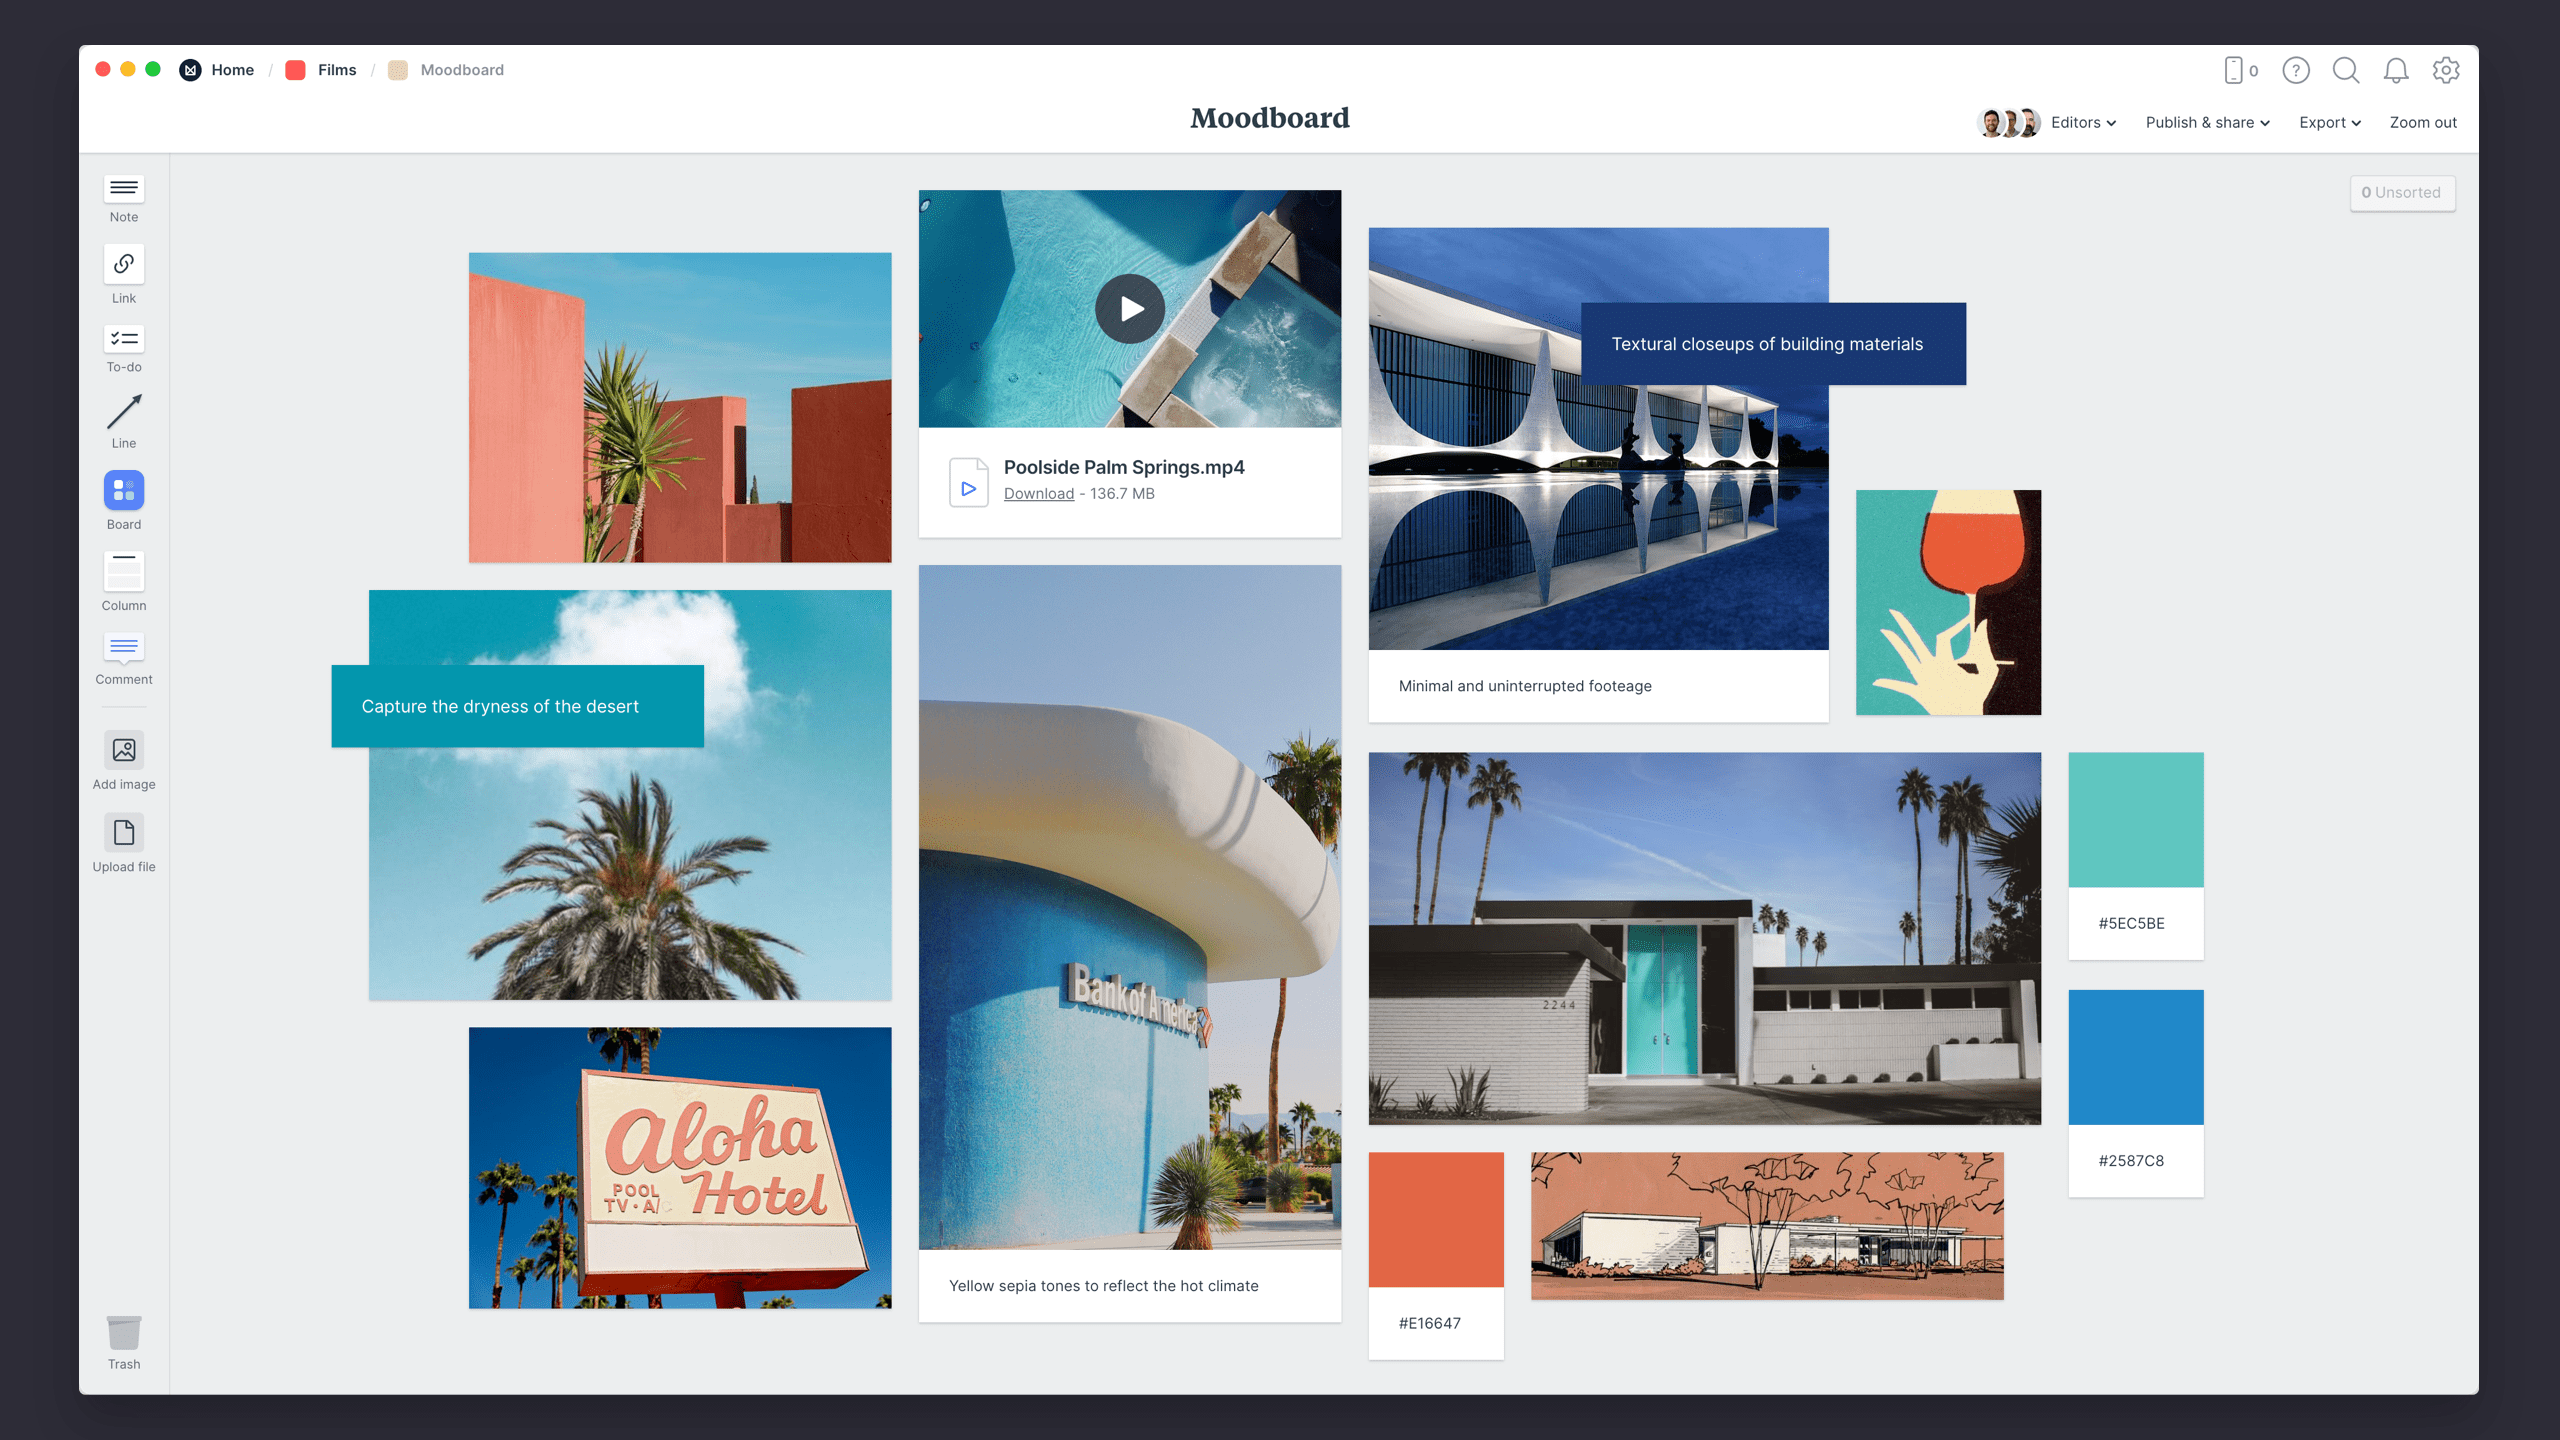 Home / Films / Moodboard
0
?
Moodboard
Editors
Publish & share
Export
Zoom out
0 Unsorted
Note
Link
To-do
Line
Board
Column
Comment
Add image
Upload file
Trash
Capture the dryness of the desert
Aloha
Hotel
POOL
TV · A/C
Poolside Palm Springs.mp4
Download - 136.7 MB
Bank of America
Yellow sepia tones to reflect the hot climate
Textural closeups of building materials
Minimal and uninterrupted footeage
2244
#5EC5BE
#2587C8
#E16647